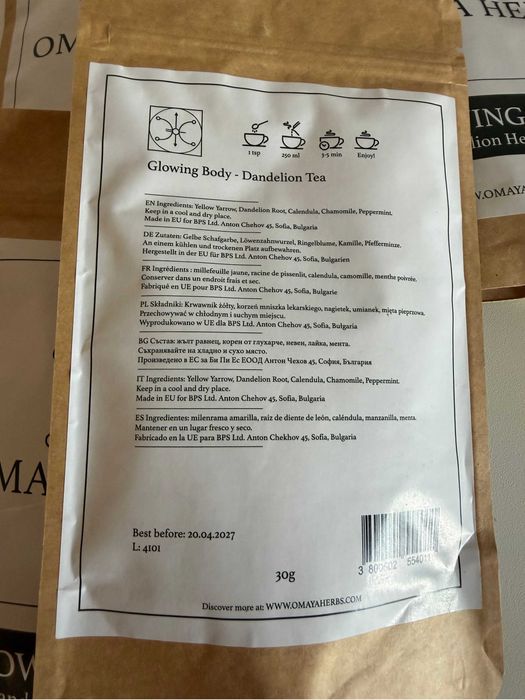 OM
A HE
ING
lion He
W.OMAYA
MA
OW
1 tsp
250 ml
3-5 min
Enjoy!
Glowing Body - Dandelion Tea
EN Ingredients: Yellow Yarrow, Dandelion Root, Calendula, Chamomile, Peppermint.
Keep in a cool and dry place.
Made in EU for BPS Ltd. Anton Chehov 45, Sofia, Bulgaria
DE Zutaten: Gelbe Schafgarbe, Löwenzahnwurzel, Ringelblume, Kamille, Pfefferminze.
An einem kühlen und trockenen Platz aufbewahren.
Hergestellt in der EU für BPS Ltd. Anton Chehov 45, Sofia, Bulgarien
FR Ingrédients : millefeuille jaune, racine de pissenlit, calendula, camomille, menthe poivrée.
Conserver dans un endroit frais et sec.
Fabriqué en UE pour BPS Ltd. Anton Chehov 45, Sofia, Bulgaria
PL Składniki: Krwawnik żółty, korzeń mniszka lekarskiego, nagietek, umianek, mięta pieprzowa.
Przechowywać w chłodnym i suchym miejscu.
Wyprodukowano w UE dla BPS Ltd. Anton Chehov 45, Sofia, Bulgaria
BG Състав: жълт равнец, корен от глухарче, невен, лайка, мента.
Съхранявайте на хладно и сухо място.
Произведено в ЕС за Би Пи Ес ЕООД Антон Чехов 45, София, България
IT Ingredients: Yellow Yarrow, Dandelion Root, Calendula, Chamomile, Peppermint.
Keep in a cool and dry place.
Made in EU for BPS Ltd. Anton Chehov 45, Sofia, Bulgaria
ES Ingredientes: milenrama amarilla, raíz de diente de león, caléndula, manzanilla, menta.
Mantener en un lugar fresco y seco.
Fabricado en la UE para BPS Ltd. Anton Chekhov 45, Sofia, Bulgaria
Best before: 20.04.2027
L: 4101
30g
Discover more at: WWW.OMAYAHERBS.COM